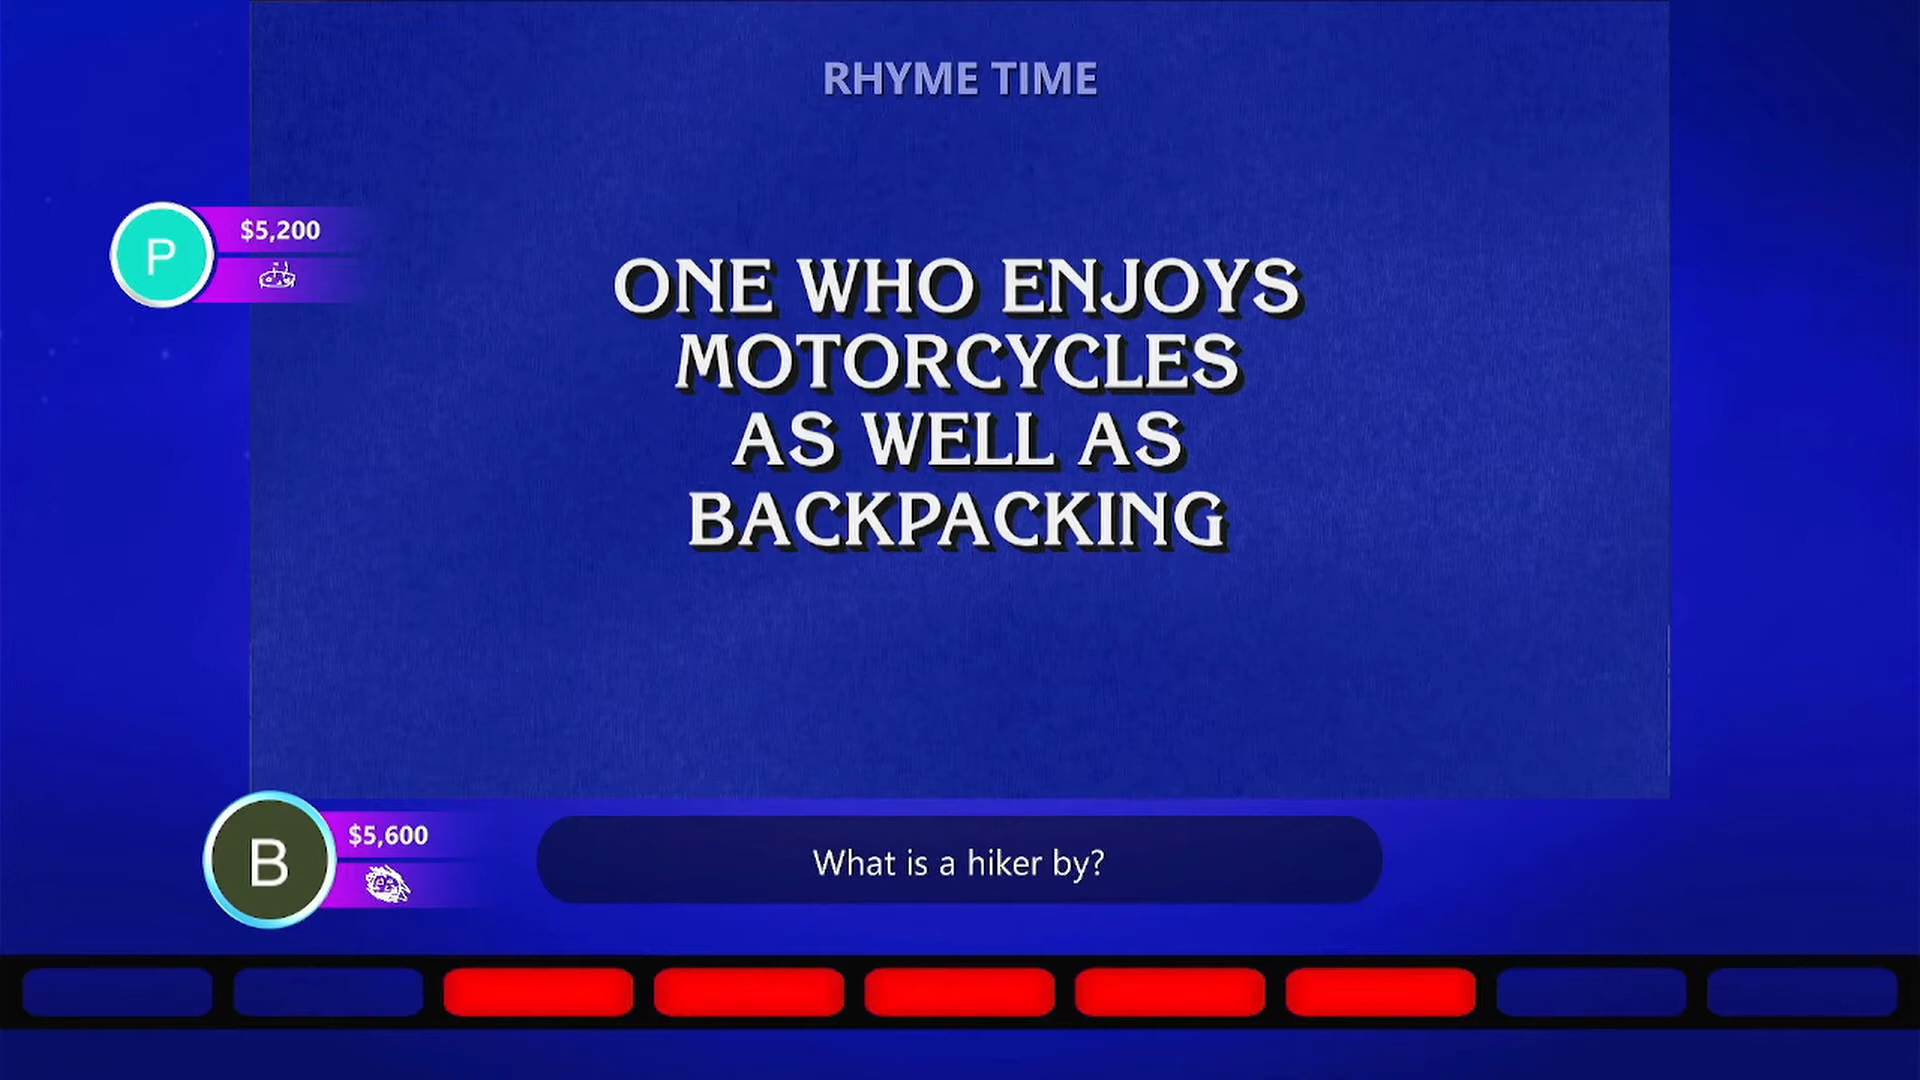 RHYME TIME
P
$5,200
ONE WHO ENJOYS
MOTORCYCLES
AS WELL AS
BACKPACKING
B
$5,600
What is a hiker by?